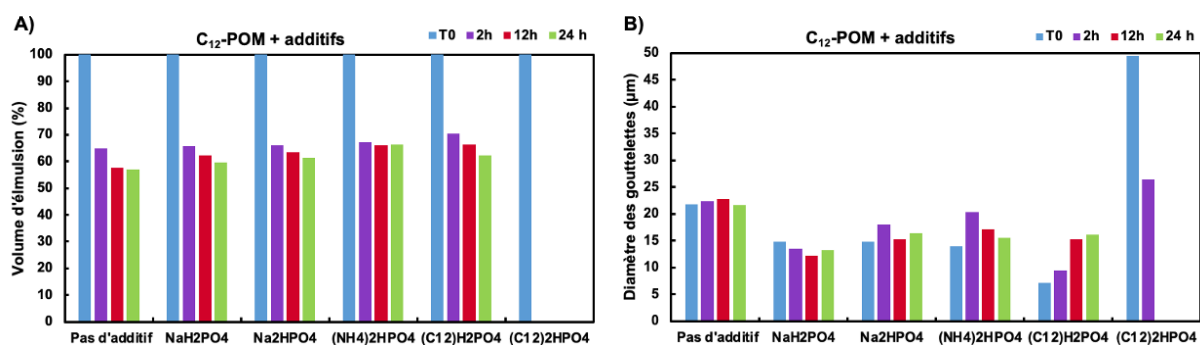 A)
C12-POM + additifs
T0 2h 12h 24 h
Volume d'élmulsion (%)
100
90
80
70
60
50
40
30
20
10
0
Pas d'additif NaH2PO4 Na2HPO4 (NH4)2HPO4 (C12)H2PO4 (C12)2HPO4
B)
C12-POM + additifs
T0 2h 12h 24 h
Diamètre des gouttelettes (µm)
50
45
40
35
30
25
20
15
10
5
0
Pas d'additif NaH2PO4 Na2HPO4 (NH4)2HPO4 (C12)H2PO4 (C12)2HPO4